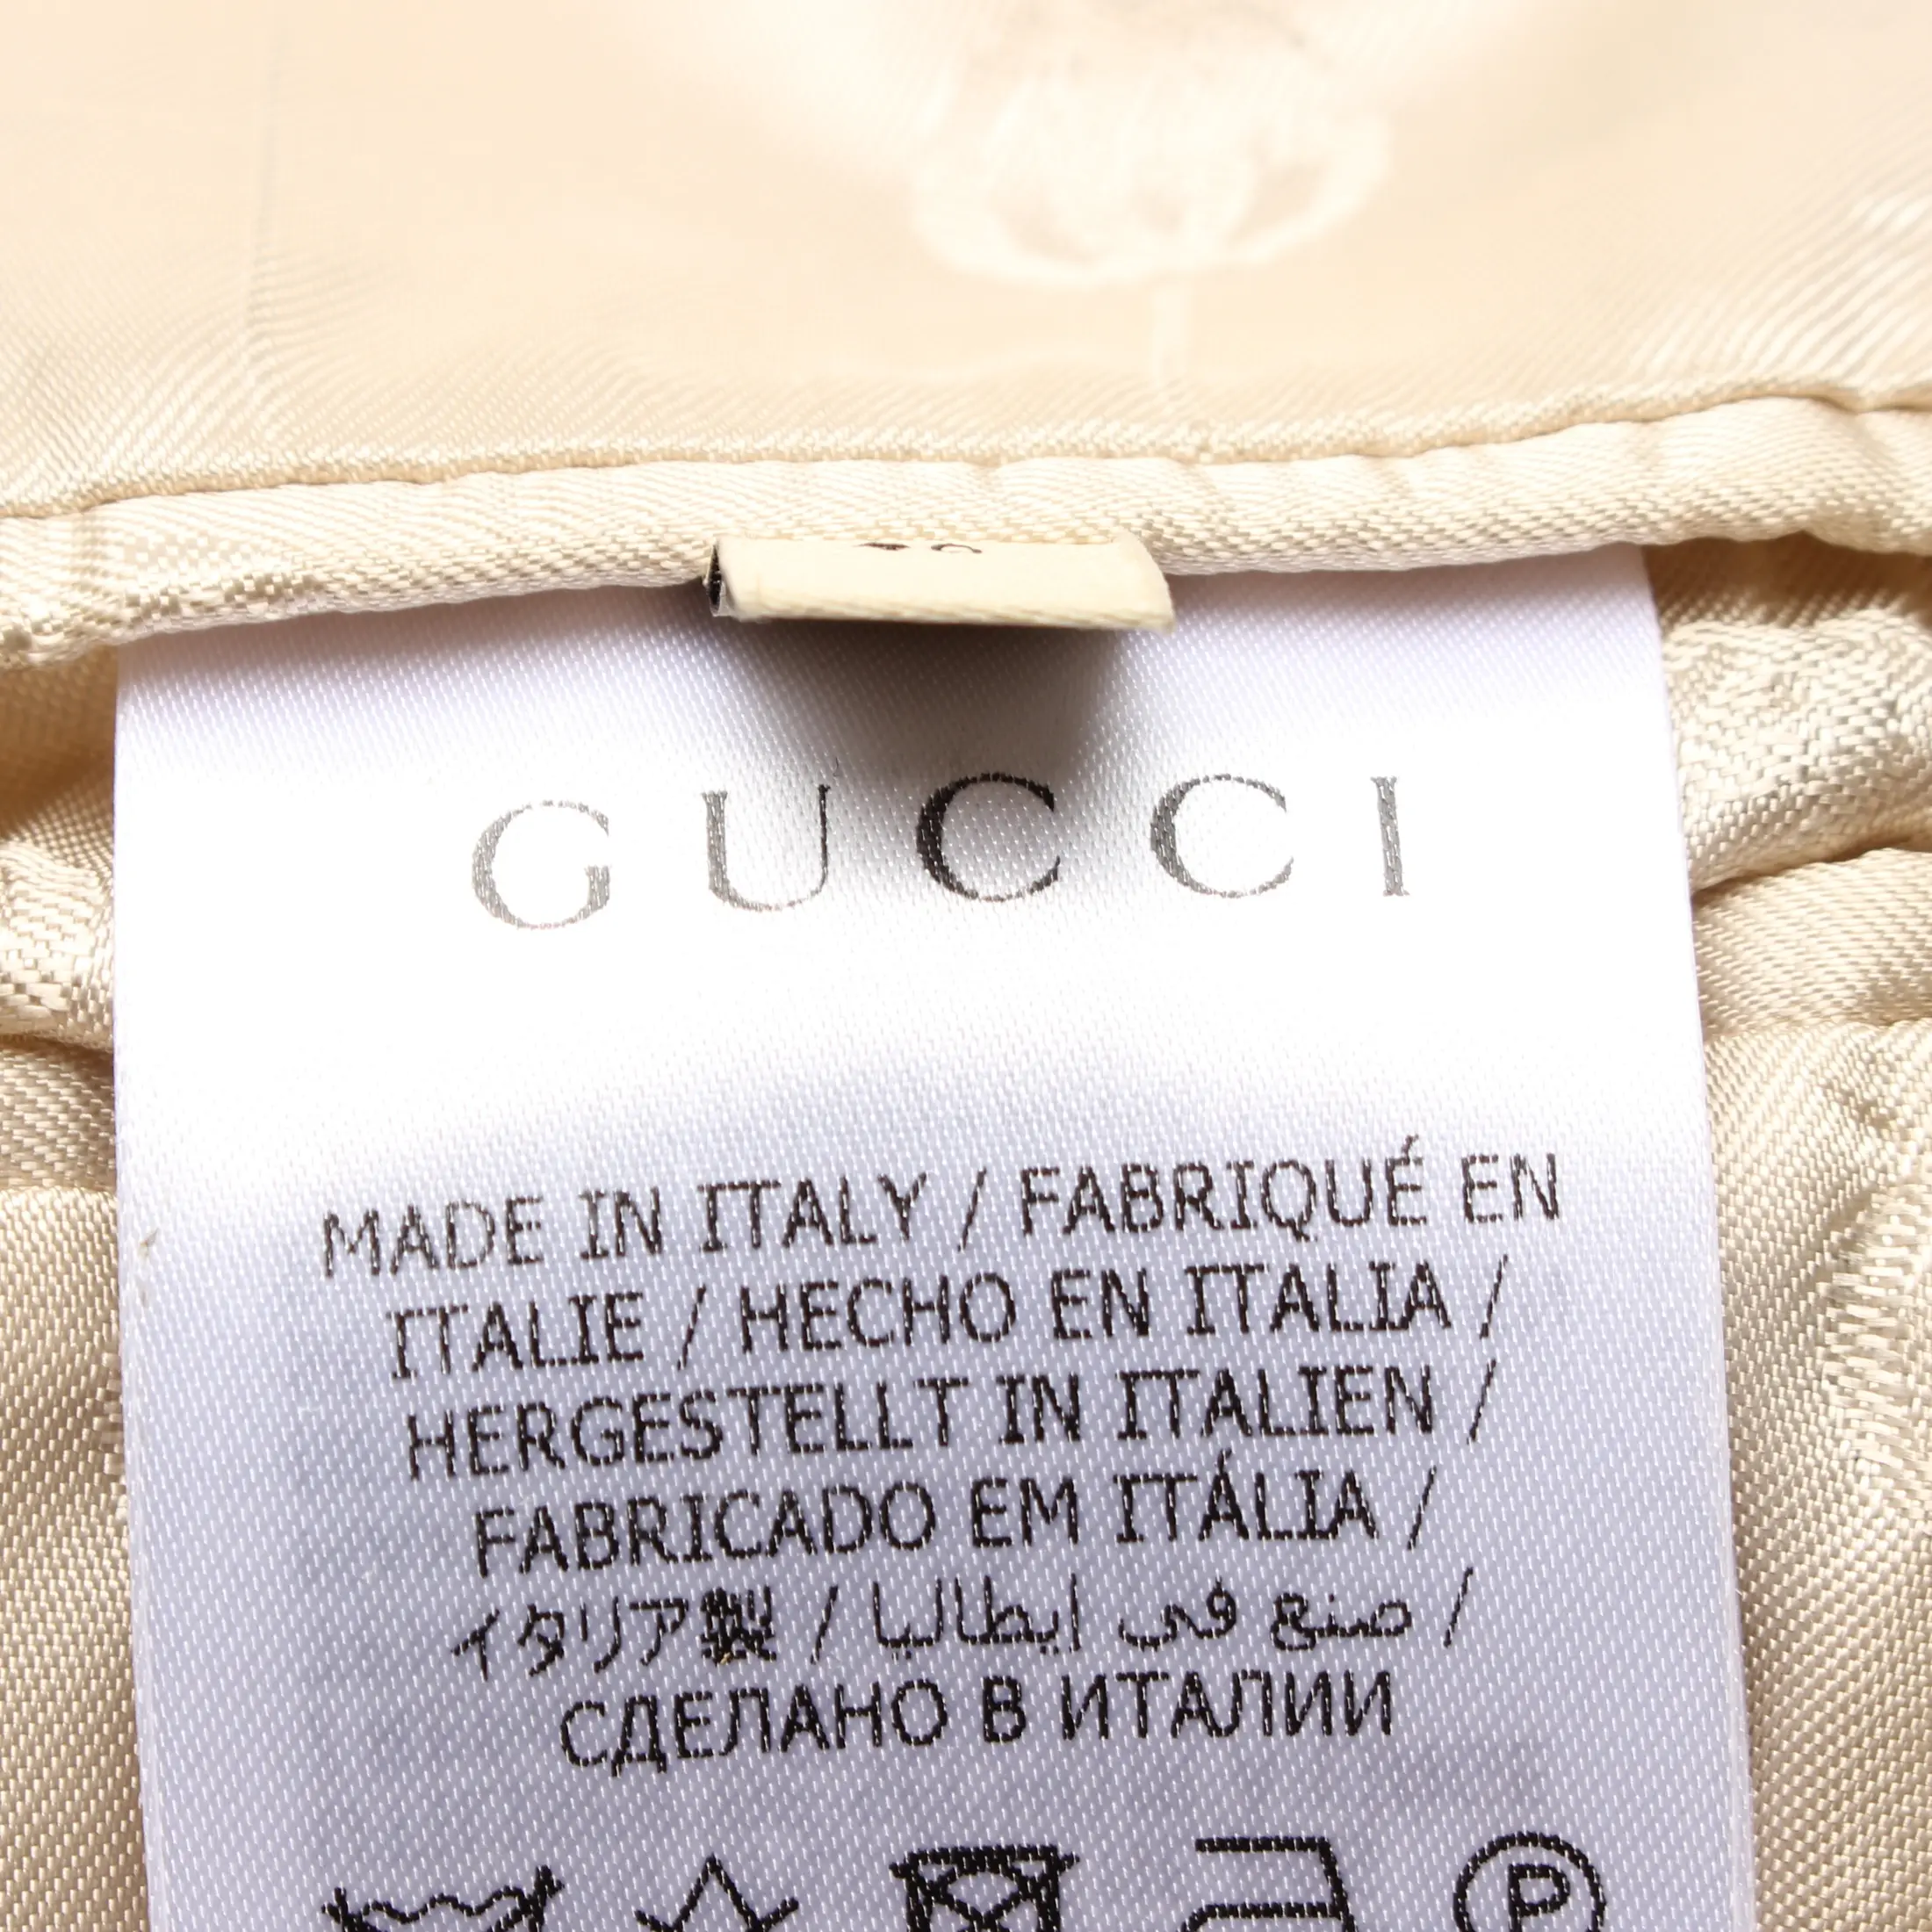 GUCCI
MADE IN ITALY / FABRIQUÉ EN
ITALIE / HECHO EN ITALIA /
HERGESTELLT IN ITALIEN /
FABRICADO EM ITÁLIA /
イタリア製 / صنع في إيطاليا /
СДЕЛАНО В ИТАЛИИ
P